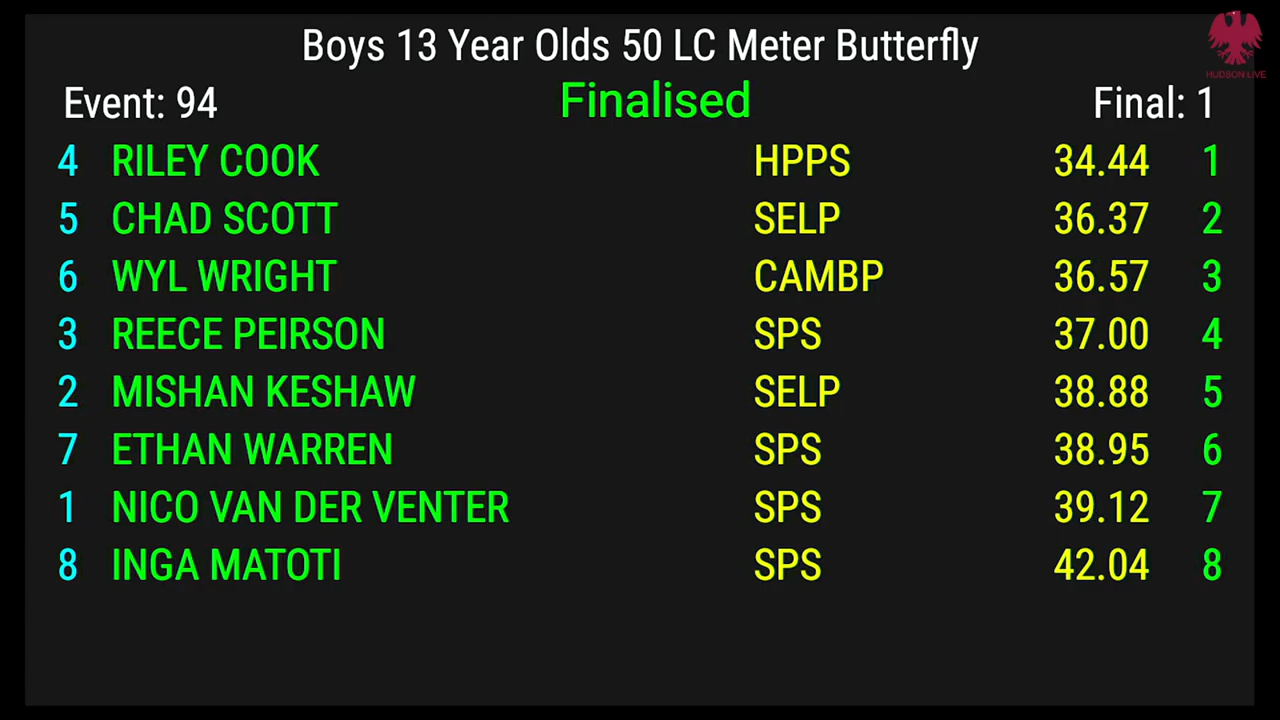 Boys 13 Year Olds 50 LC Meter Butterfly
HUDSON LIVE
Event: 94 Finalised Final: 1
4 RILEY COOK HPPS 34.44 1
5 CHAD SCOTT SELP 36.37 2
6 WYL WRIGHT CAMBP 36.57 3
3 REECE PEIRSON SPS 37.00 4
2 MISHAN KESHAW SELP 38.88 5
7 ETHAN WARREN SPS 38.95 6
1 NICO VAN DER VENTER SPS 39.12 7
8 INGA MATOTI SPS 42.04 8